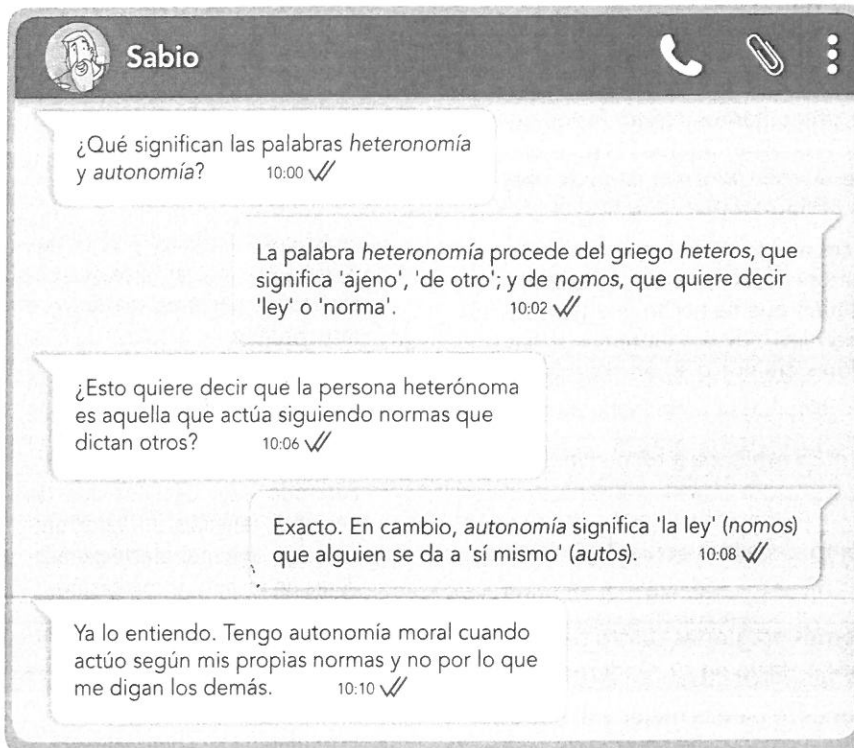 Sabio
¿Qué significan las palabras heteronomía
y autonomía? 10:00
La palabra heteronomía procede del griego heteros, que
significa 'ajeno', 'de otro'; y de nomos, que quiere decir
'ley' o 'norma'. 10:02
¿Esto quiere decir que la persona heterónoma
es aquella que actúa siguiendo normas que
dictan otros? 10:06
Exacto. En cambio, autonomía significa 'la ley' (nomos)
que alguien se da a 'sí mismo' (autos). 10:08
Ya lo entiendo. Tengo autonomía moral cuando
actúo según mis propias normas y no por lo que
me digan los demás. 10:10